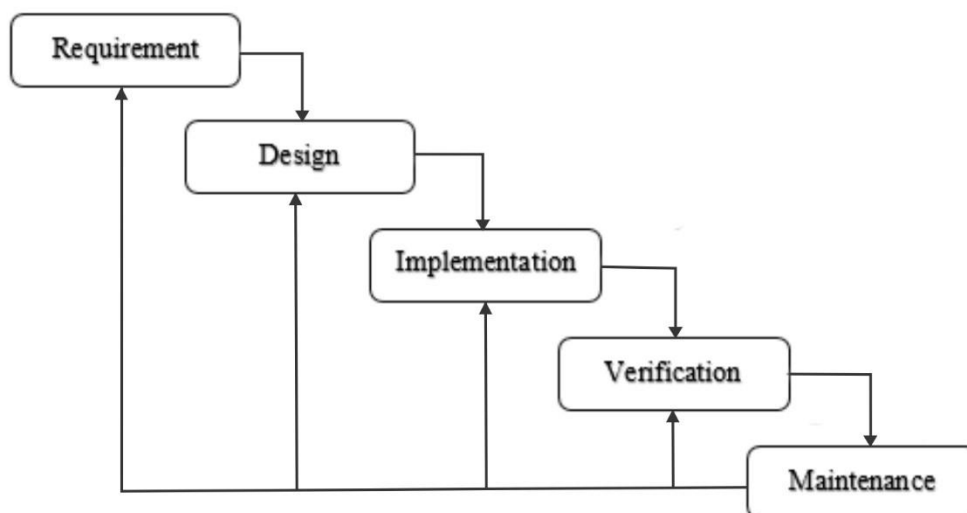 Requirement
Design
Implementation
Verification
Maintenance